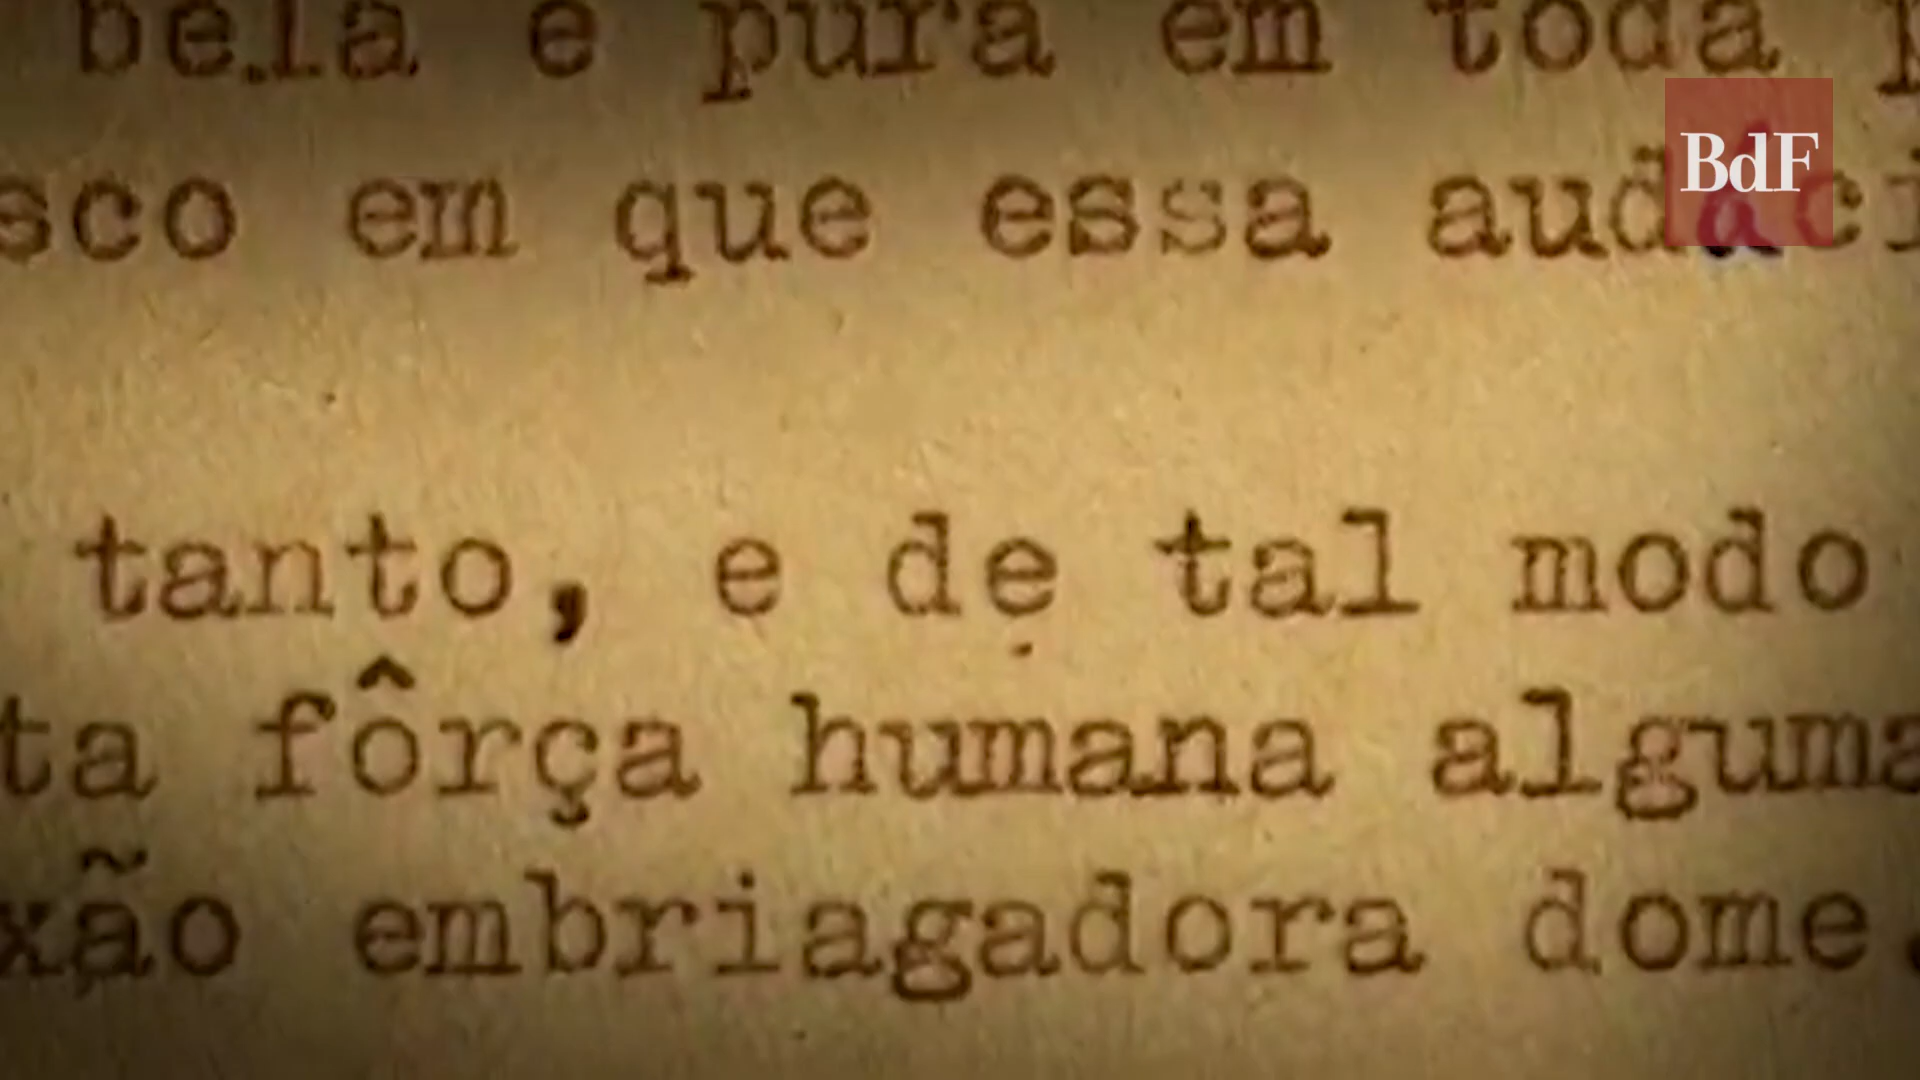 bela e pura em toda p
BdF
sco em que essa audáci
tanto, e de tal modo
ta fôrça humana alguma
xão embriagadora dome.